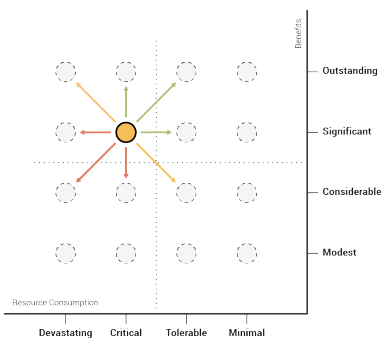 Benefits
Outstanding
Significant
Considerable
Modest
Resource Consumption
Devastating Critical Tolerable Minimal